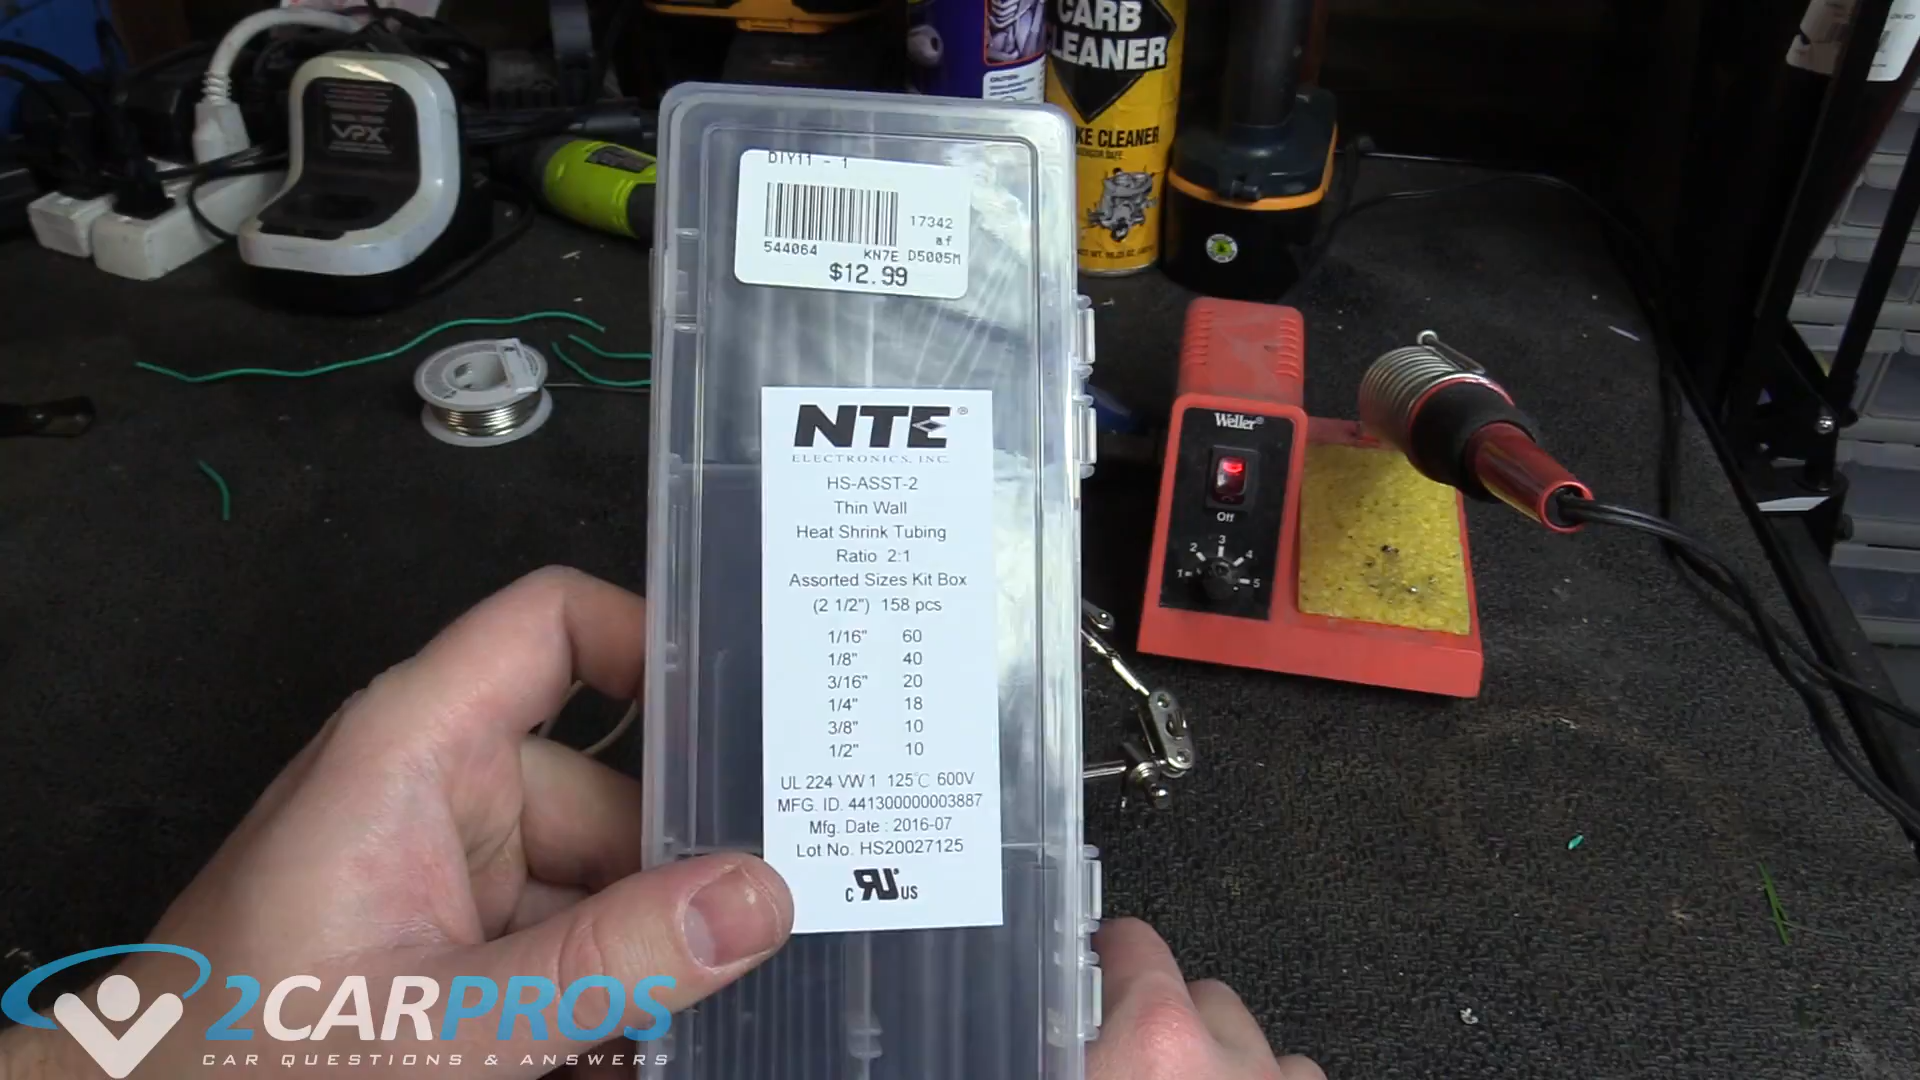 CARB
CLEANER
KE CLEANER
VPX
DIY11 - 1
17342
af
544064 KN7E D5005M
$12.99
NTE®
ELECTRONICS, INC.
HS-ASST-2
Thin Wall
Heat Shrink Tubing
Ratio 2:1
Assorted Sizes Kit Box
(2 1/2") 158 pcs
1/16" 60
1/8" 40
3/16" 20
1/4" 18
3/8" 10
1/2" 10
UL 224 VW 1 125℃ 600V
MFG. ID. 441300000003887
Mfg. Date : 2016-07
Lot No. HS20027125
c RU US
Weller®
Off
1 2 3 4 5
2CARPROS
CAR QUESTIONS & ANSWERS